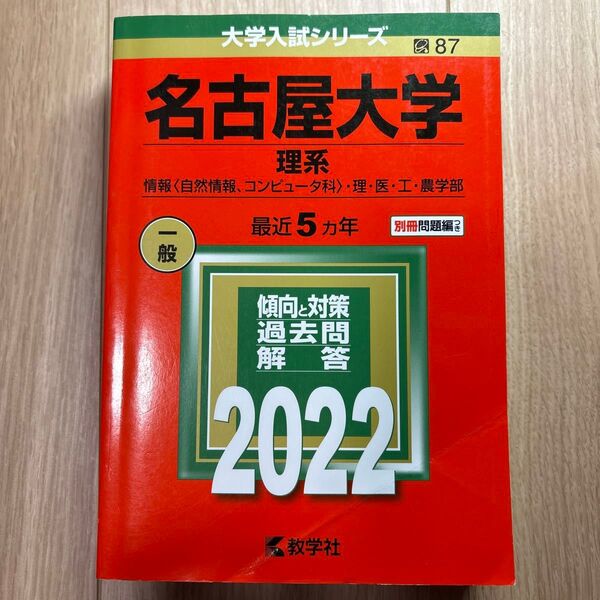 大学入試シリーズ
87
名古屋大学
理系
情報〈自然情報、コンピュータ科〉・理・医・工・農学部
最近5カ年
別冊問題編つき
一般
傾向と対策
過去問
解答
2022
教学社